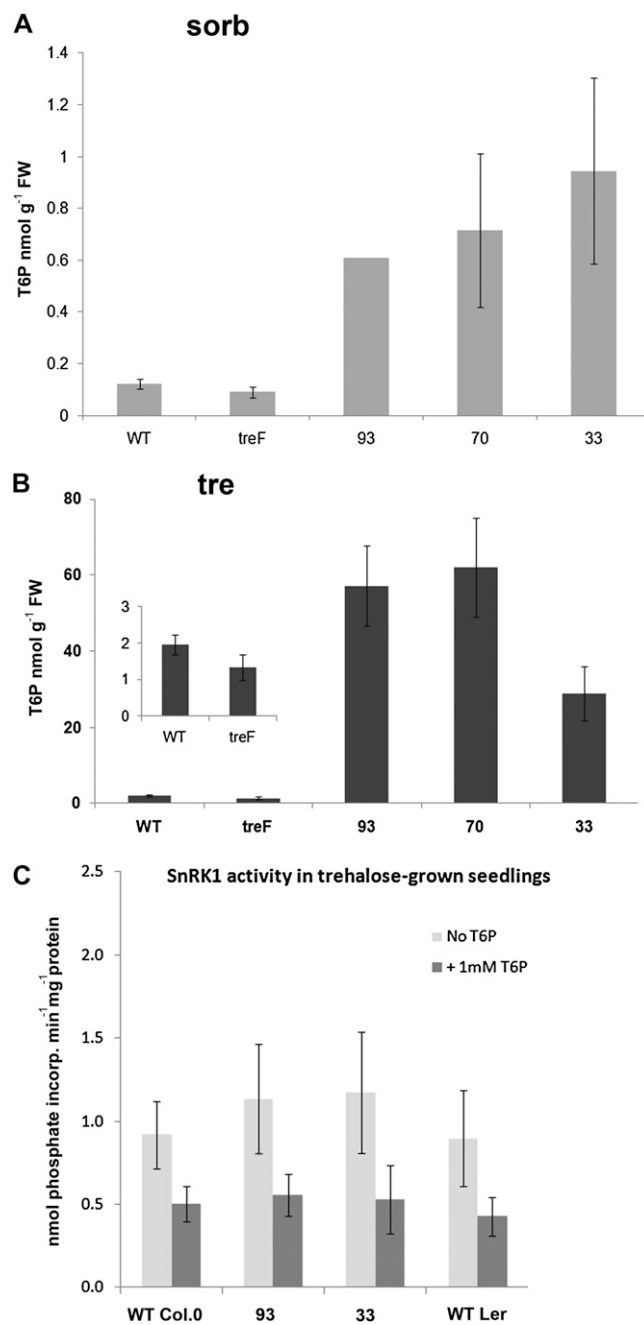 A sorb
1.4
1.2
1
0.8
0.6
0.4
0.2
0
T6P nmol g-1 FW
WT treF 93 70 33
B tre
80
60
40
20
0
T6P nmol g-1 FW
3
2
1
0
WT treF
WT treF 93 70 33
C SnRK1 activity in trehalose-grown seedlings
2.5
2.0
1.5
1.0
0.5
0.0
nmol phosphate incorp. min-1mg-1protein
No T6P
+ 1mM T6P
WT Col.0 93 33 WT Ler